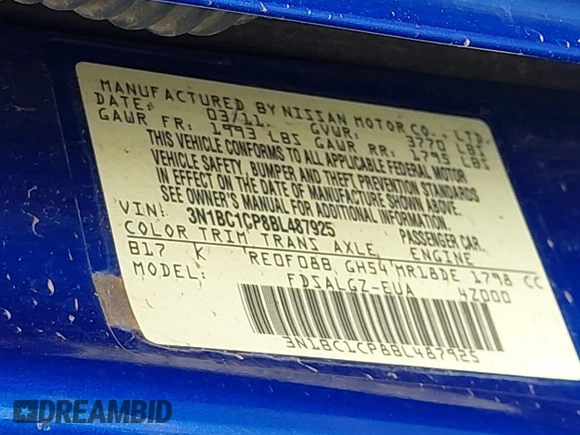 MANUFACTURED BY NISSAN MOTOR CO., LTD.
DATE: 03/11 GVWR: 3770 LBS
GAWR FR: 1993 LBS GAWR RR: 1795 LBS
THIS VEHICLE CONFORMS TO ALL APPLICABLE FEDERAL MOTOR
VEHICLE SAFETY, BUMPER AND THEFT PREVENTION STANDARDS
IN EFFECT ON THE DATE OF MANUFACTURE SHOWN ABOVE.
SEE OWNER'S MANUAL.
VIN: 3N1BC1CP8BL487925 PASSENGER CAR
COLOR TRIM TRANS AXLE ENGINE
B17 K RE0F08B GH54 MR18DE 1798 CC
MODEL: FDSALGZ-EUA 4Z000
3N1BC1CP8BL487925
DREAMBID